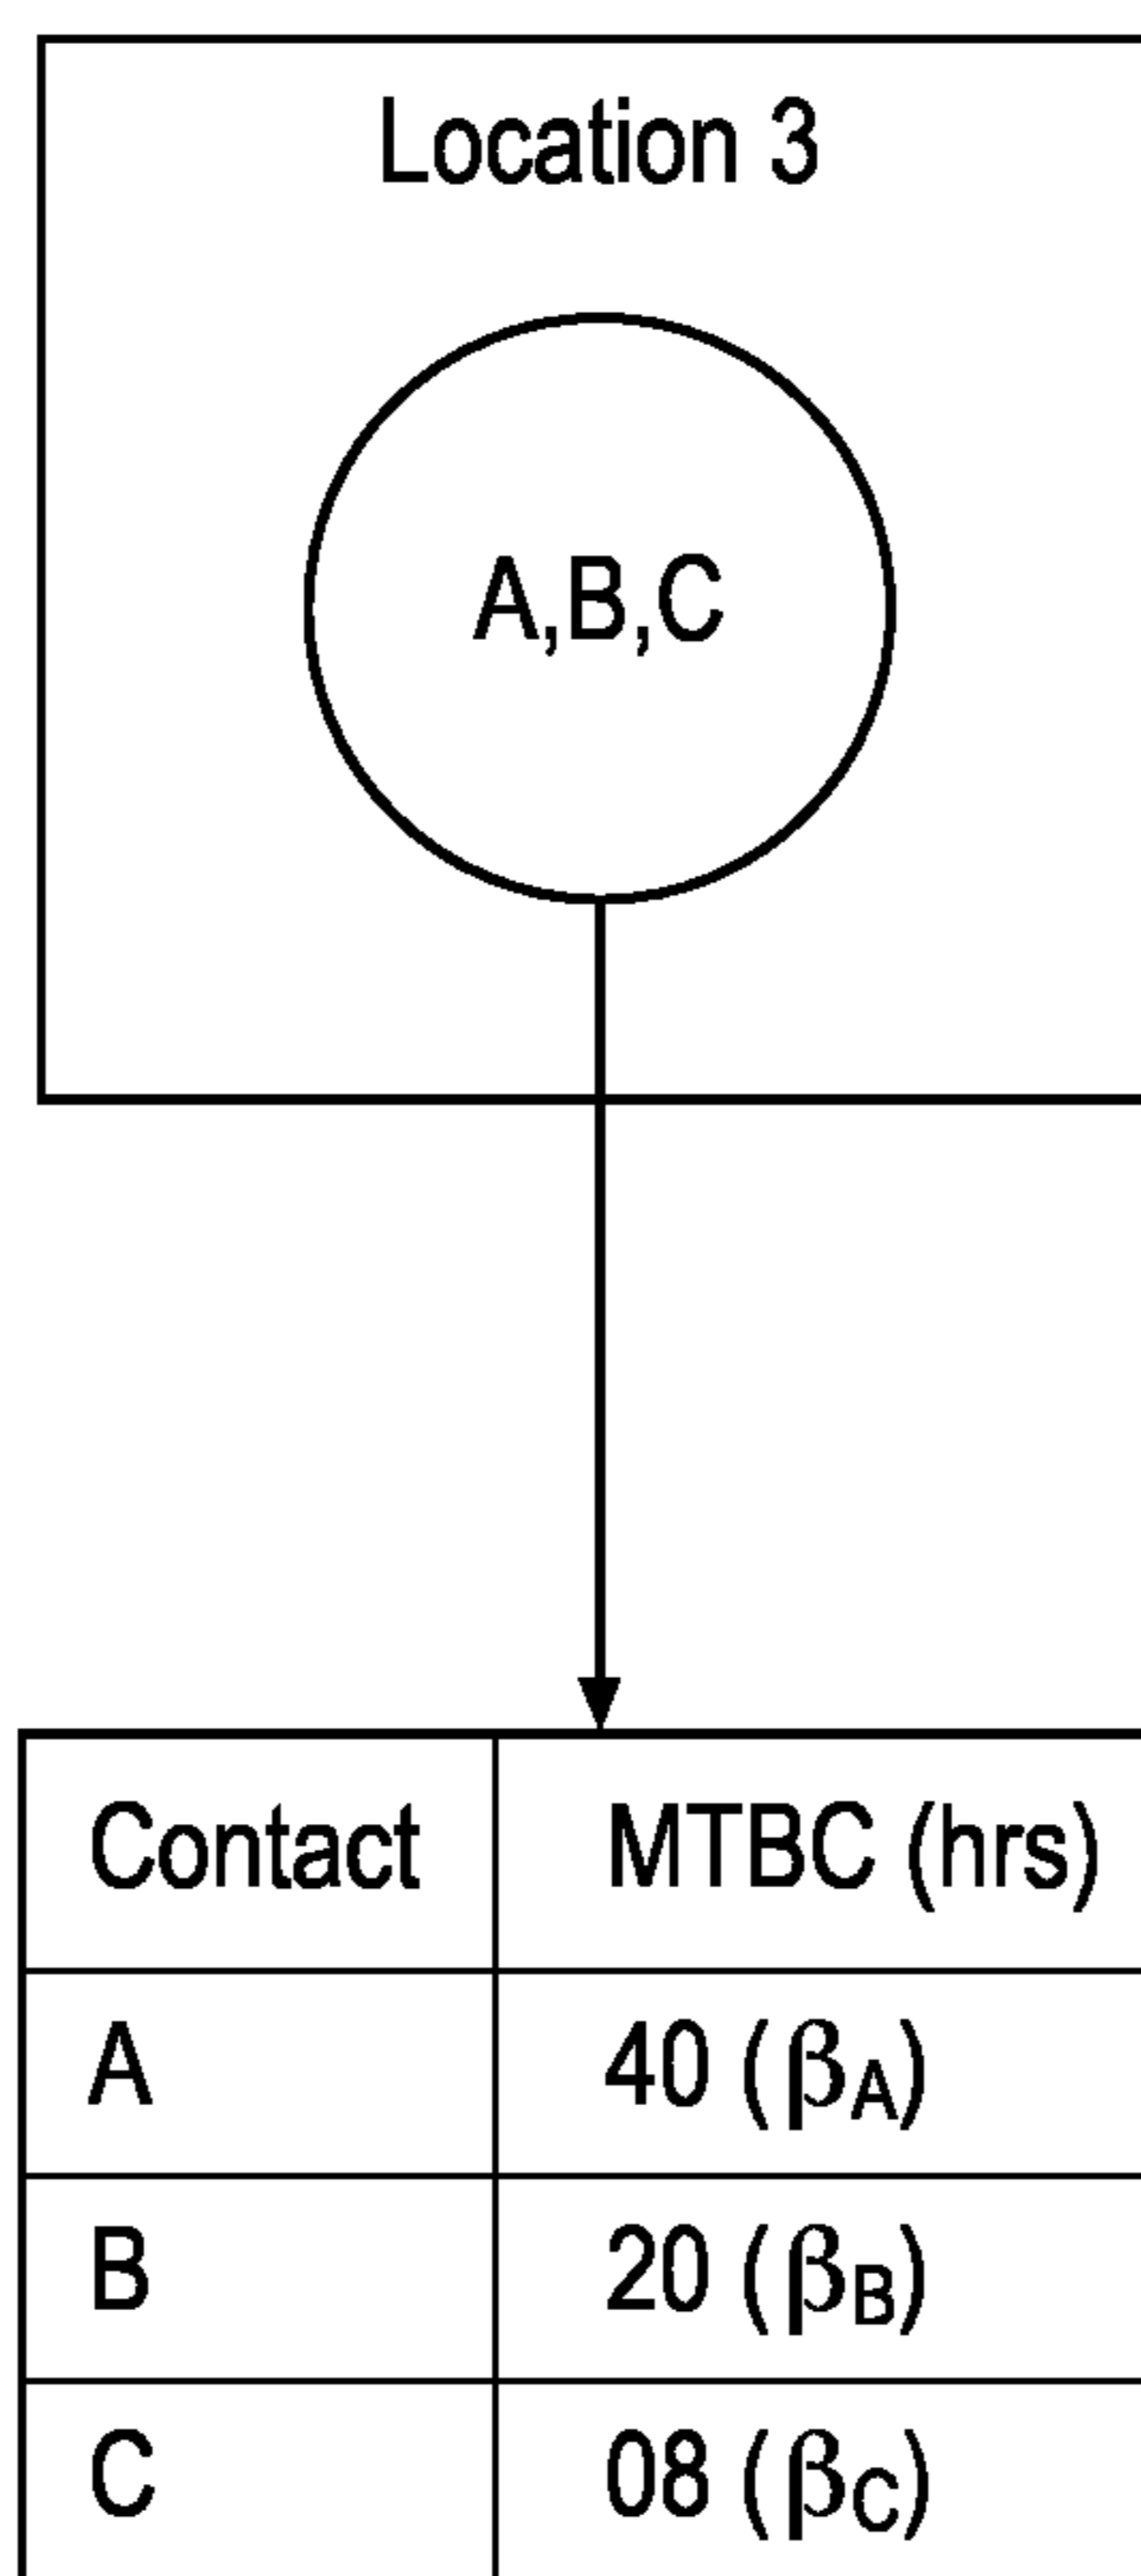 Location 3
A,B,C
Contact MTBC (hrs)
A 40 (βA)
B 20 (βB)
C 08 (βC)